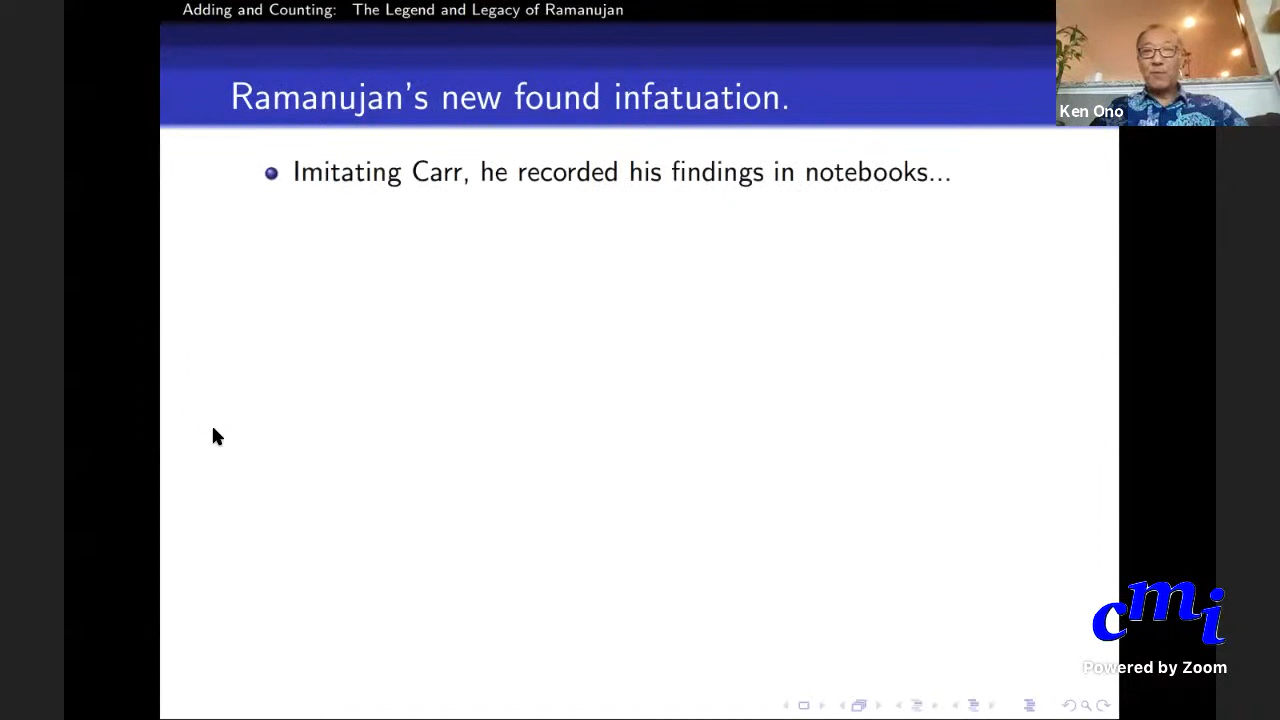 Adding and Counting: The Legend and Legacy of Ramanujan
Ramanujan's new found infatuation.
Ken Ono
Imitating Carr, he recorded his findings in notebooks...
cmi
Powered by Zoom